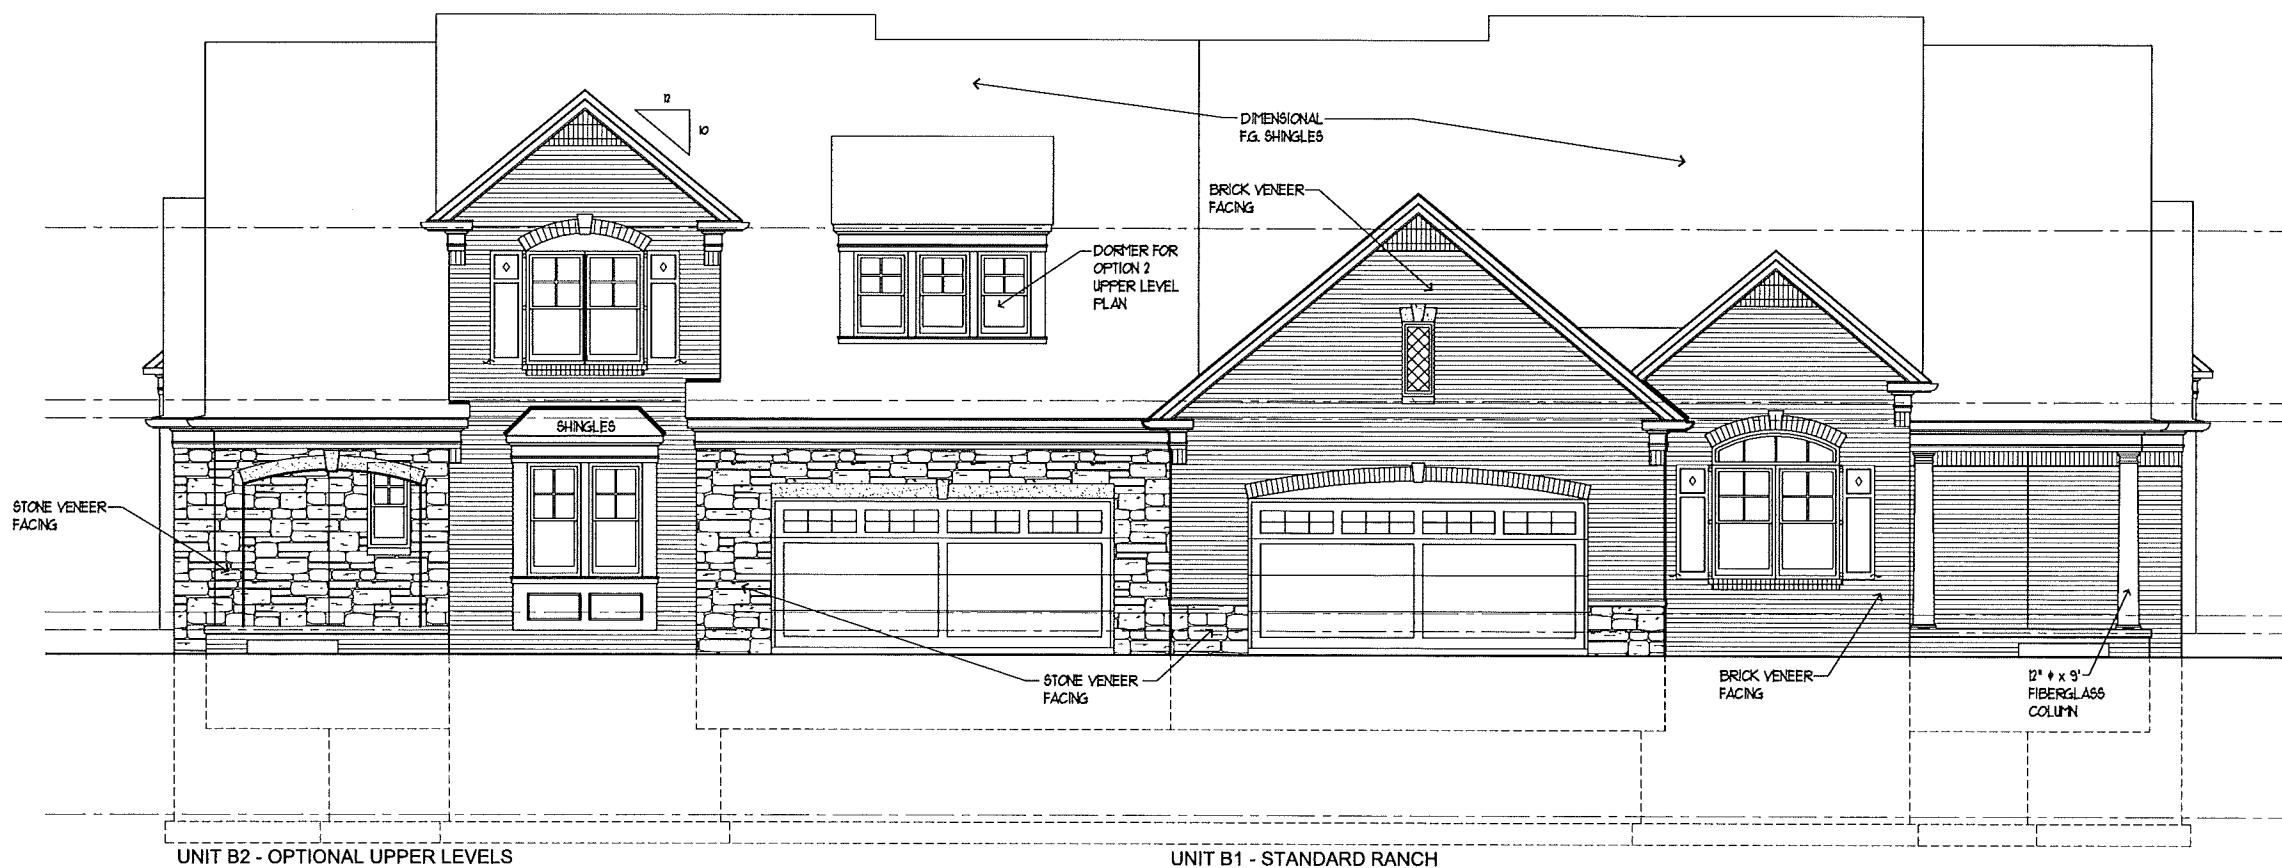 12
10
DIMENSIONAL
F.G. SHINGLES
BRICK VENEER
FACING
DORMER FOR
OPTION 2
UPPER LEVEL
PLAN
SHINGLES
STONE VENEER
FACING
STONE VENEER
FACING
BRICK VENEER
FACING
12" ϕ x 9'
FIBERGLASS
COLUMN
UNIT B2 - OPTIONAL UPPER LEVELS
UNIT B1 - STANDARD RANCH